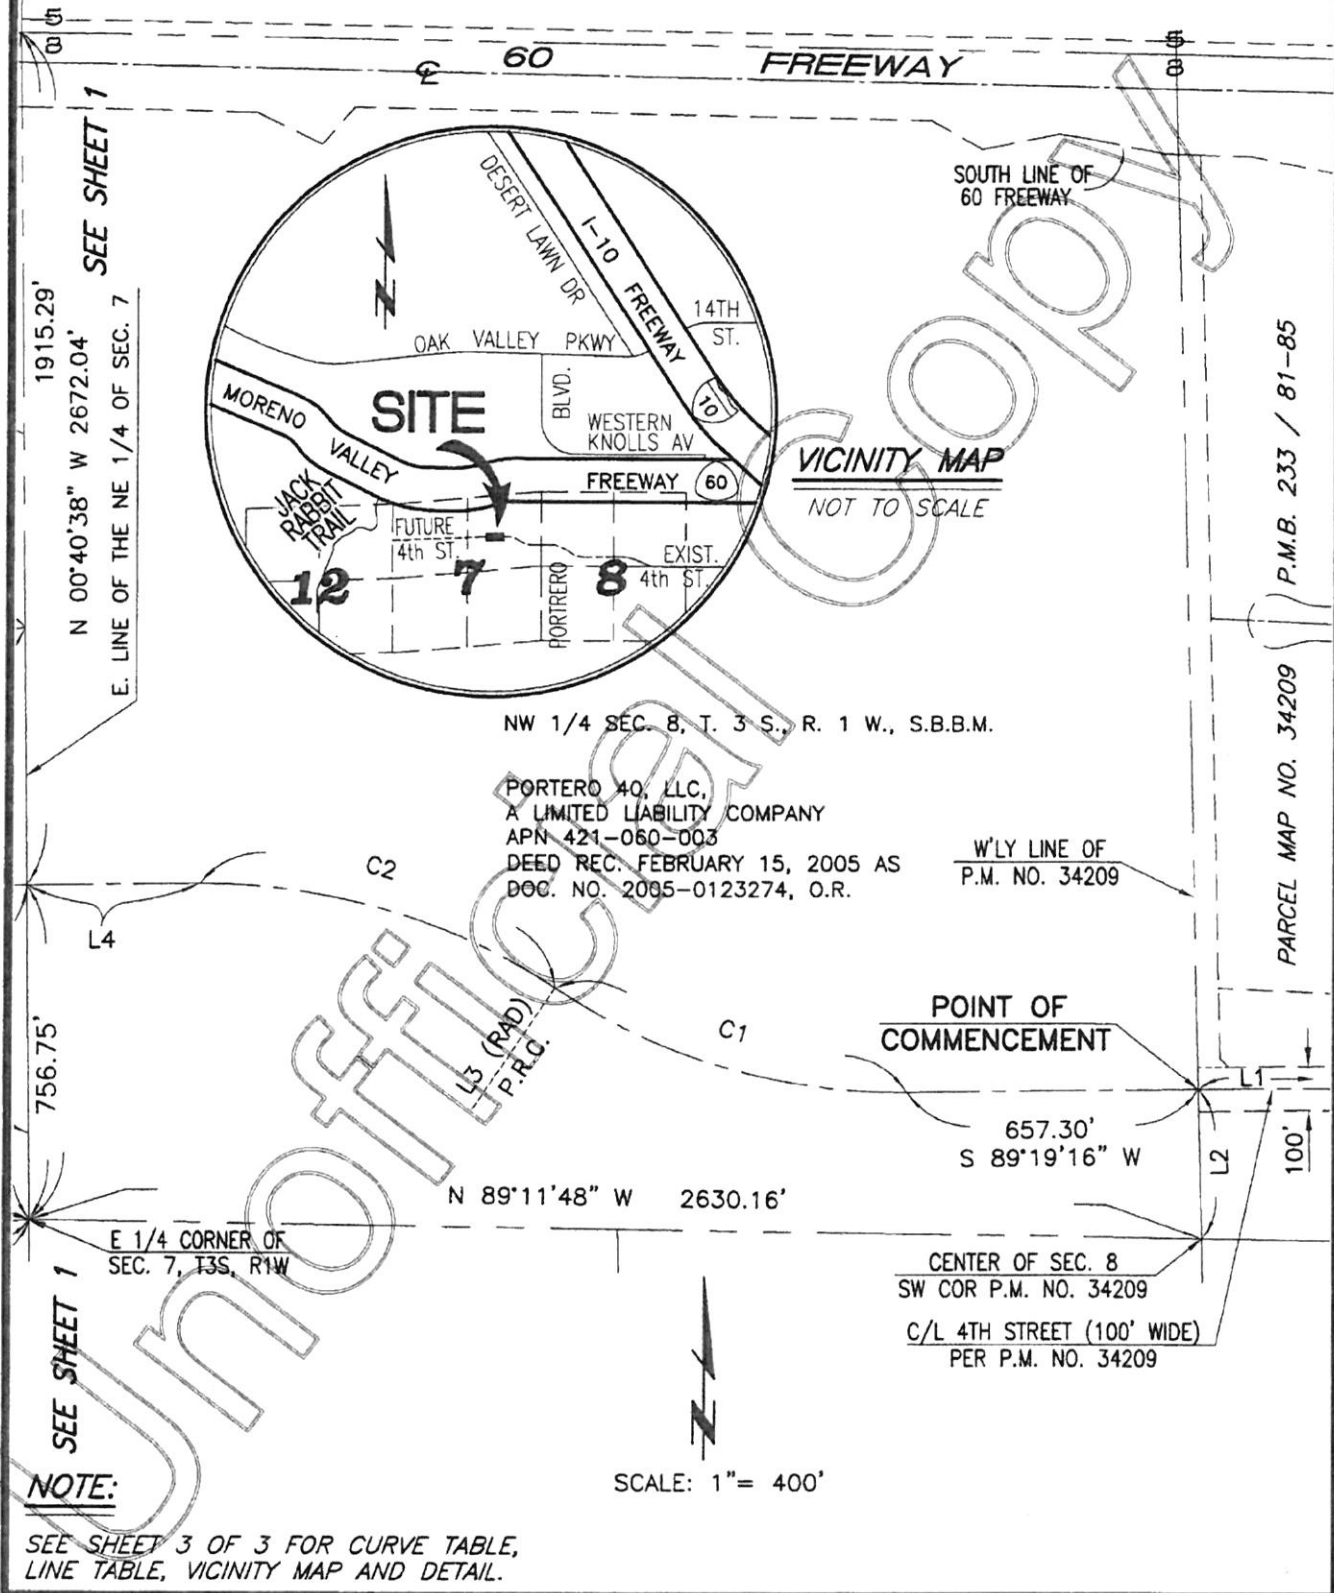 5
8
60 FREEWAY
℄
5
8
SEE SHEET 1
1915.29'
N 00°40'38" W 2672.04'
E. LINE OF THE NE 1/4 OF SEC. 7
SOUTH LINE OF
60 FREEWAY
DESERT LAWN DR
I-10 FREEWAY
14TH
ST.
N
OAK VALLEY PKWY
BLVD.
10
SITE
MORENO VALLEY
WESTERN
KNOLLS AV
FREEWAY 60
JACK
RABBIT
TRAIL
FUTURE
4th ST.
EXIST.
4th ST.
12
7
8
PORTRERO
VICINITY MAP
NOT TO SCALE
PARCEL MAP NO. 34209 P.M.B. 233 / 81-85
NW 1/4 SEC. 8, T. 3 S., R. 1 W., S.B.B.M.
PORTERO 40, LLC,
A LIMITED LIABILITY COMPANY
APN 421-060-003
DEED REC. FEBRUARY 15, 2005 AS
DOC. NO. 2005-0123274, O.R.
W'LY LINE OF
P.M. NO. 34209
C2
L4
756.75'
L3 (RAD)
P.R.C.
C1
POINT OF
COMMENCEMENT
L1
657.30'
S 89°19'16" W
L2
100'
N 89°11'48" W 2630.16'
E 1/4 CORNER OF
SEC. 7, T3S, R1W
CENTER OF SEC. 8
SW COR P.M. NO. 34209
C/L 4TH STREET (100' WIDE)
PER P.M. NO. 34209
SEE SHEET 1
N
SCALE: 1"= 400'
NOTE:
SEE SHEET 3 OF 3 FOR CURVE TABLE,
LINE TABLE, VICINITY MAP AND DETAIL.
Unofficial Copy